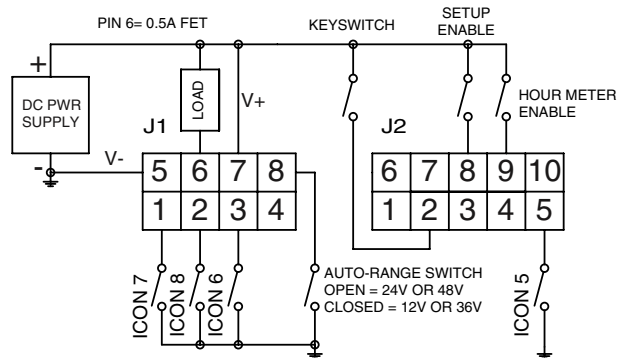 PIN 6= 0.5A FET
KEYSWITCH
SETUP
ENABLE
+
DC PWR
SUPPLY
-
V-
LOAD
V+
HOUR METER
ENABLE
J1
J2
5 6 7 8
1 2 3 4
6 7 8 9 10
1 2 3 4 5
ICON 7
ICON 8
ICON 6
AUTO-RANGE SWITCH
OPEN = 24V OR 48V
CLOSED = 12V OR 36V
ICON 5